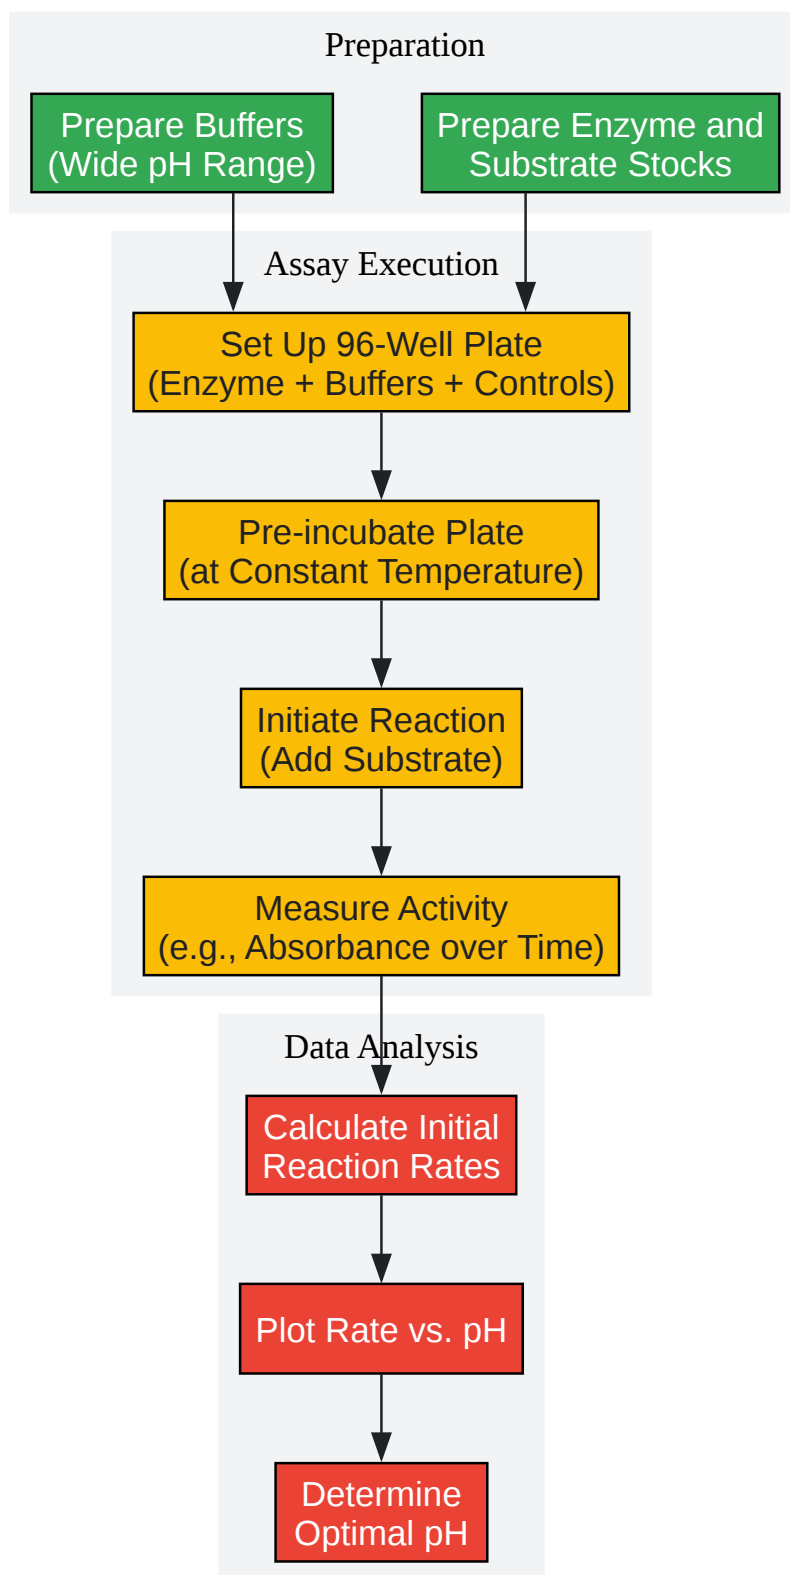 Preparation
Prepare Buffers
(Wide pH Range)
Prepare Enzyme and
Substrate Stocks
Assay Execution
Set Up 96-Well Plate
(Enzyme + Buffers + Controls)
Pre-incubate Plate
(at Constant Temperature)
Initiate Reaction
(Add Substrate)
Measure Activity
(e.g., Absorbance over Time)
Data Analysis
Calculate Initial
Reaction Rates
Plot Rate vs. pH
Determine
Optimal pH